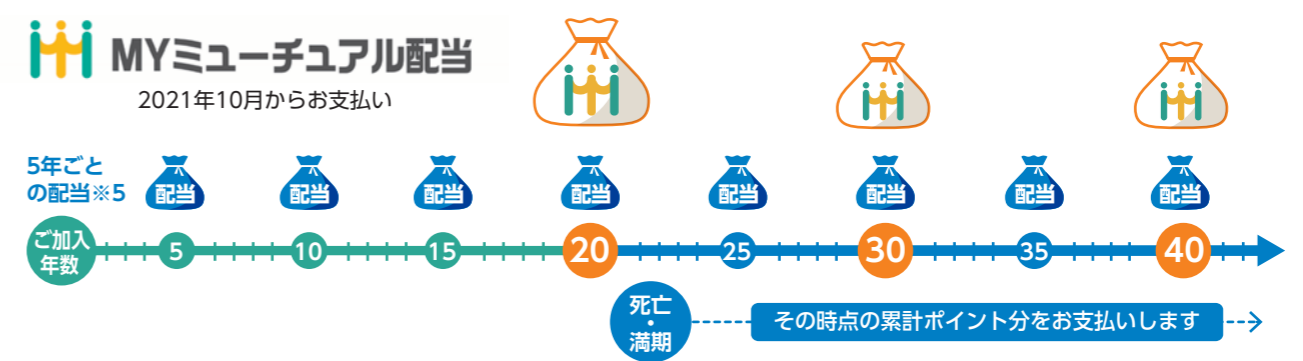 MYミューチュアル配当
2021年10月からお支払い
5年ごと
の配当※5
配当
配当
配当
配当
配当
配当
配当
配当
ご加入
年数
5
10
15
20
25
30
35
40
死亡
・
満期
その時点の累計ポイント分をお支払いします